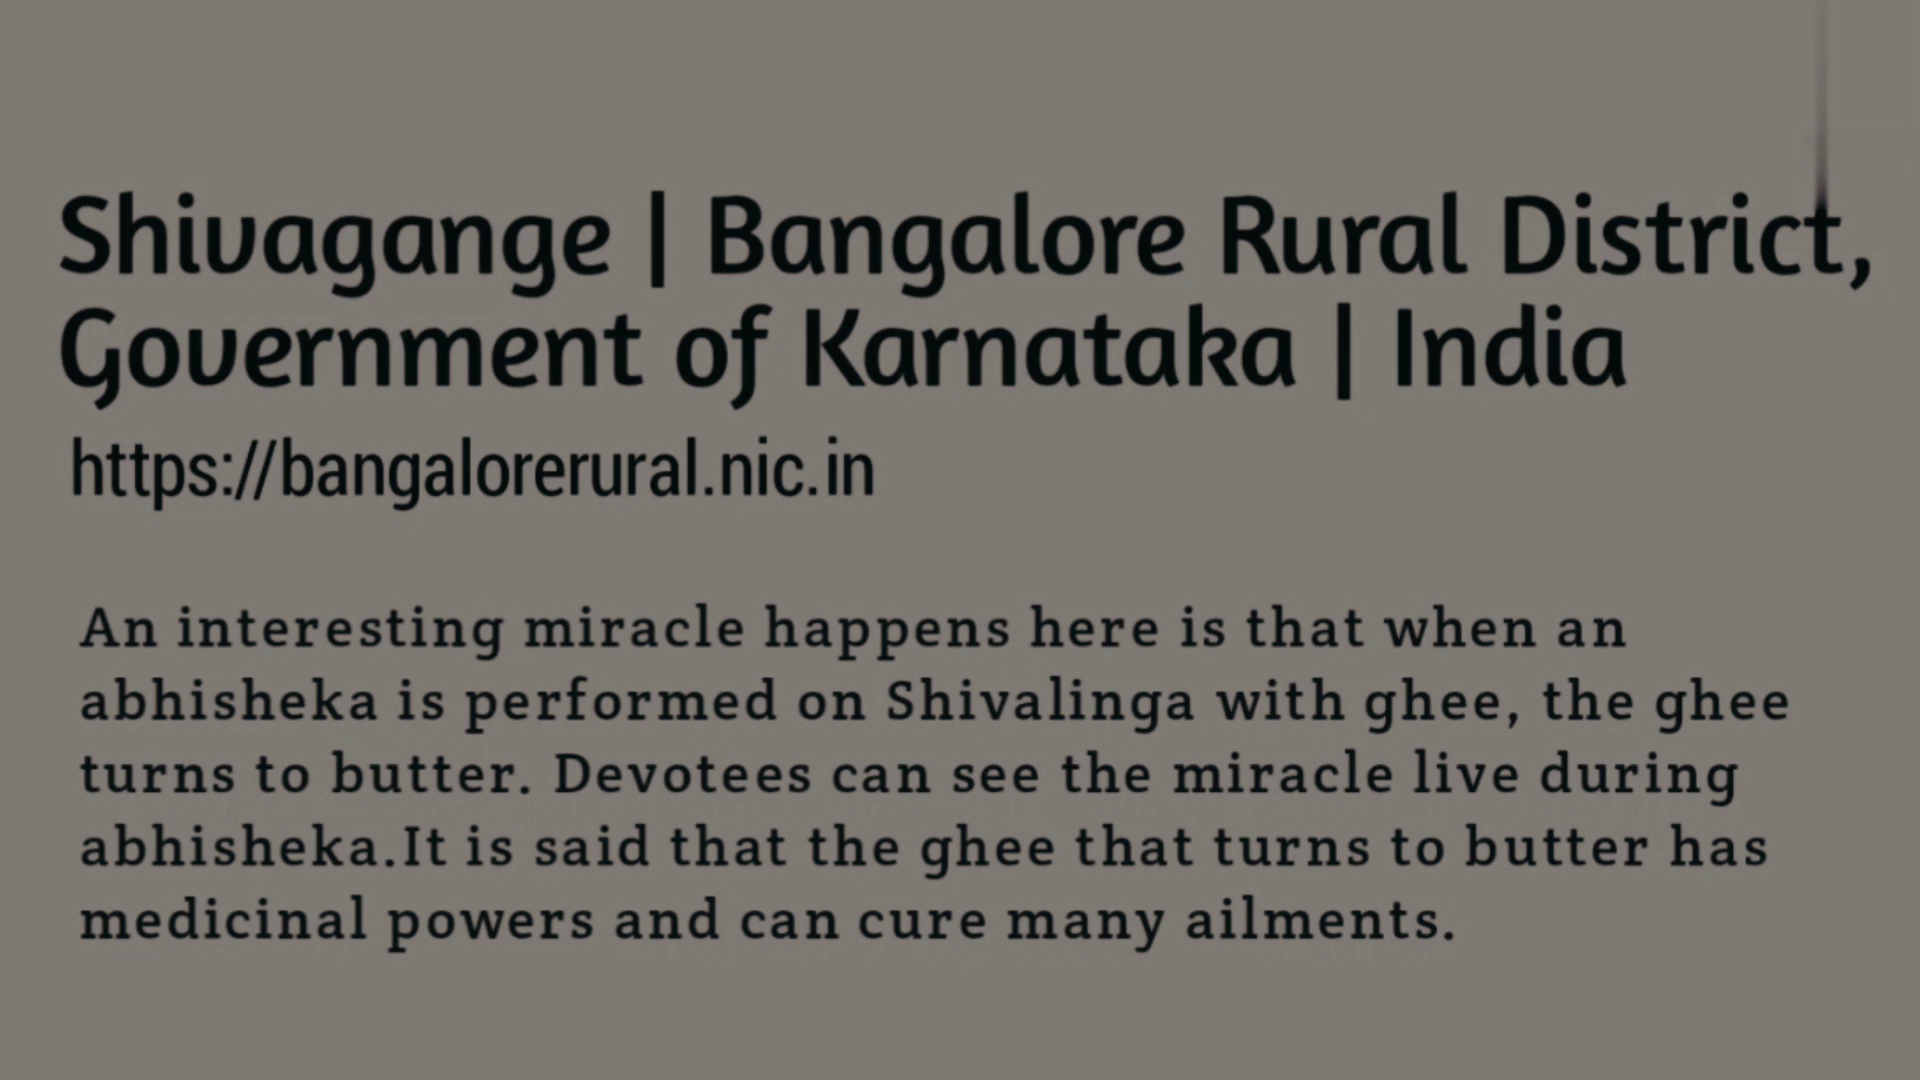 Shivagange | Bangalore Rural District,
Government of Karnataka | India
https://bangalorerural.nic.in
An interesting miracle happens here is that when an
abhisheka is performed on Shivalinga with ghee, the ghee
turns to butter. Devotees can see the miracle live during
abhisheka.It is said that the ghee that turns to butter has
medicinal powers and can cure many ailments.